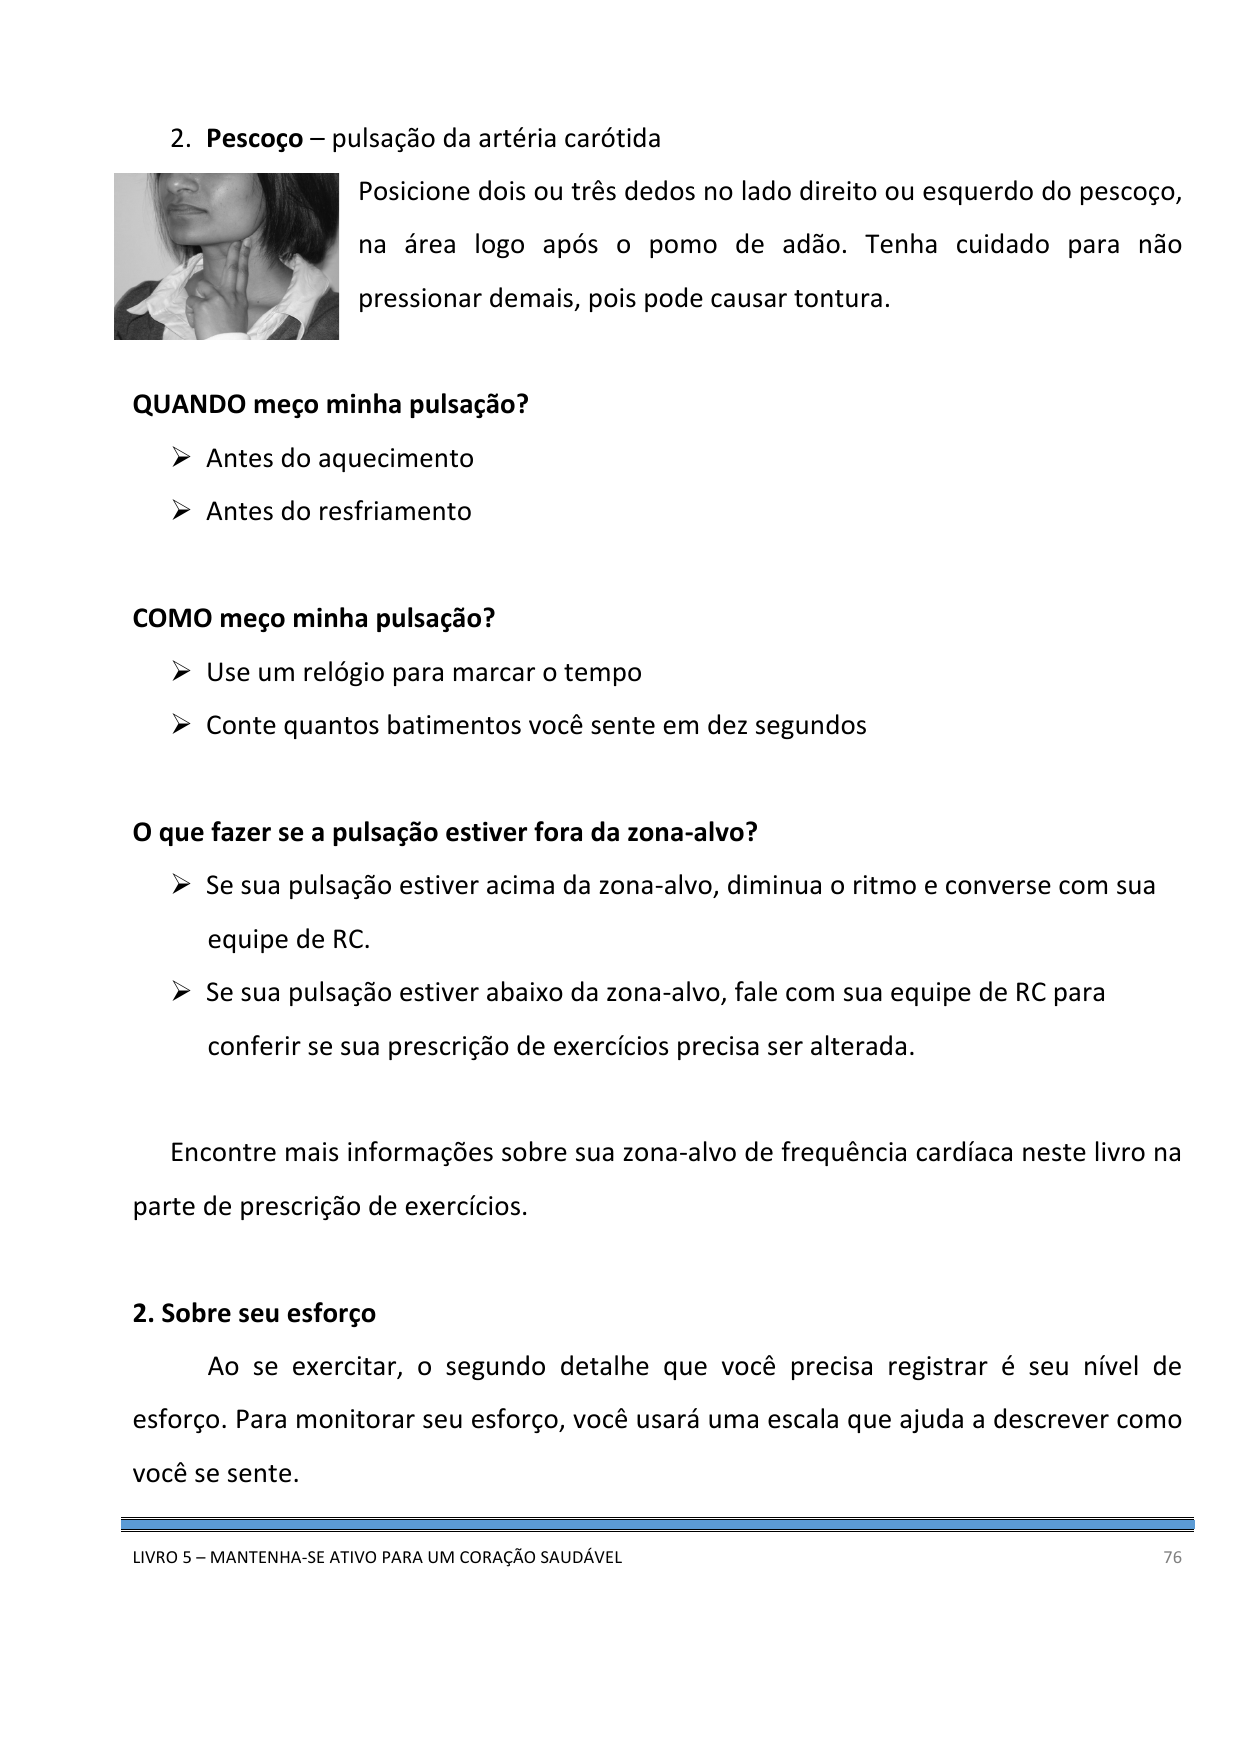 2. Pescoço – pulsação da artéria carótida
Posicione dois ou três dedos no lado direito ou esquerdo do pescoço,
na área logo após o pomo de adão. Tenha cuidado para não
pressionar demais, pois pode causar tontura.
QUANDO meço minha pulsação?
➢ Antes do aquecimento
➢ Antes do resfriamento
COMO meço minha pulsação?
➢ Use um relógio para marcar o tempo
➢ Conte quantos batimentos você sente em dez segundos
O que fazer se a pulsação estiver fora da zona-alvo?
➢ Se sua pulsação estiver acima da zona-alvo, diminua o ritmo e converse com sua
equipe de RC.
➢ Se sua pulsação estiver abaixo da zona-alvo, fale com sua equipe de RC para
conferir se sua prescrição de exercícios precisa ser alterada.
Encontre mais informações sobre sua zona-alvo de frequência cardíaca neste livro na
parte de prescrição de exercícios.
2. Sobre seu esforço
Ao se exercitar, o segundo detalhe que você precisa registrar é seu nível de
esforço. Para monitorar seu esforço, você usará uma escala que ajuda a descrever como
você se sente.
LIVRO 5 – MANTENHA-SE ATIVO PARA UM CORAÇÃO SAUDÁVEL 76